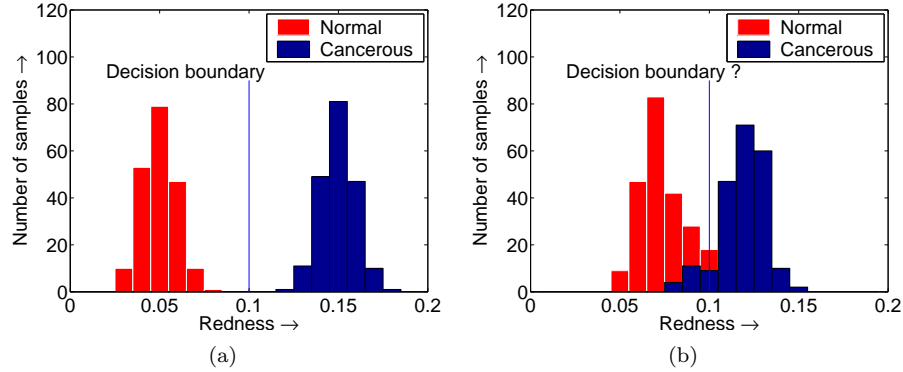 120
100
80
60
40
20
0
Number of samples →
Normal
Cancerous
Decision boundary
0 0.05 0.1 0.15 0.2
Redness →
(a)
120
100
80
60
40
20
0
Number of samples →
Normal
Cancerous
Decision boundary ?
0 0.05 0.1 0.15 0.2
Redness →
(b)